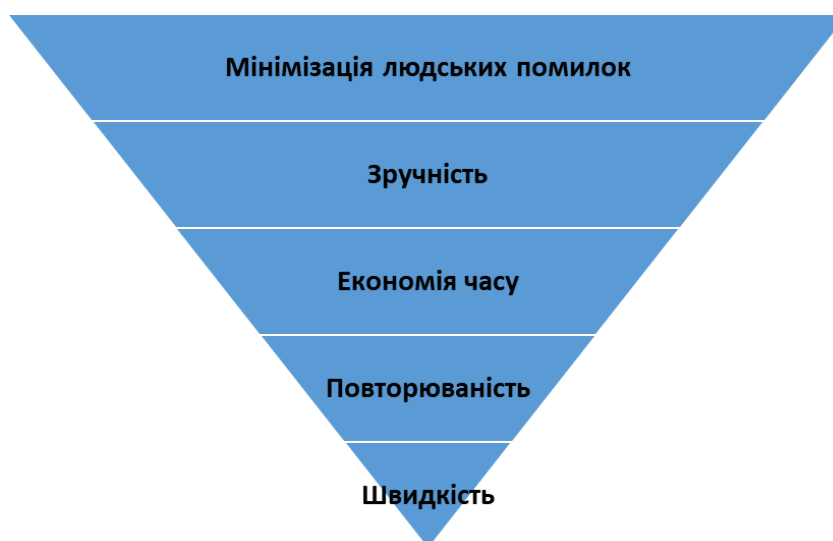 Мінімізація людських помилок
Зручність
Економія часу
Повторюваність
Швидкість